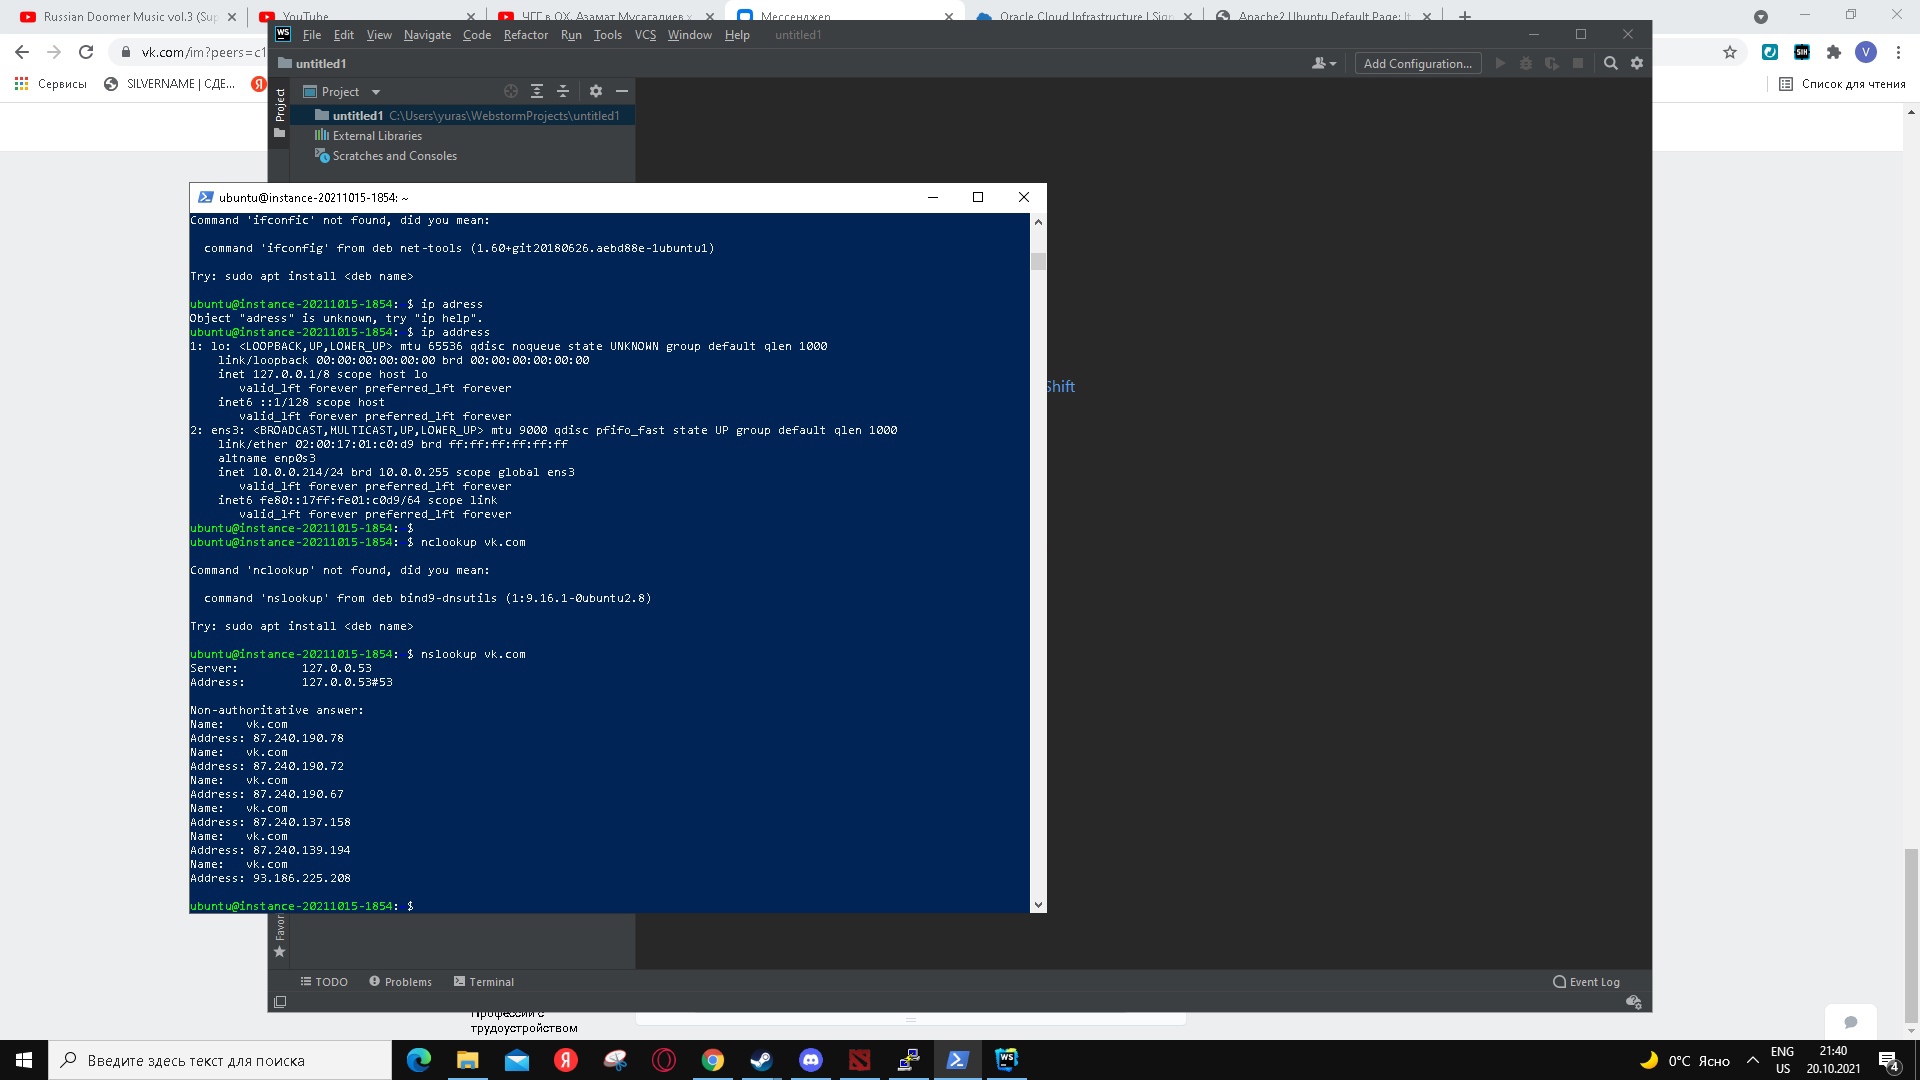 Russian Doomer Music vol.3 (Sup
YouTube
ЧГГ в ОХ. Азамат Мусагалиев х
Мессенджер
Oracle Cloud Infrastructure | Sign
Apache2 Ubuntu Default Page: It
vk.com/im?peers=c1
Сервисы
SILVERNAME | СДЕ...
Я
SIH
V
Список для чтения
WS
File Edit View Navigate Code Refactor Run Tools VCS Window Help untitled1
untitled1
Add Configuration...
Project
Project
untitled1 C:\Users\yuras\WebstormProjects\untitled1
External Libraries
Scratches and Consoles
Shift
ubuntu@instance-20211015-1854: ~
Command 'ifconfic' not found, did you mean:
command 'ifconfig' from deb net-tools (1.60+git20180626.aebd88e-1ubuntu1)
Try: sudo apt install <deb name>
ubuntu@instance-20211015-1854: $ ip adress
Object "adress" is unknown, try "ip help".
ubuntu@instance-20211015-1854: $ ip address
1: lo: <LOOPBACK,UP,LOWER_UP> mtu 65536 qdisc noqueue state UNKNOWN group default qlen 1000
link/loopback 00:00:00:00:00:00 brd 00:00:00:00:00:00
inet 127.0.0.1/8 scope host lo
valid_lft forever preferred_lft forever
inet6 ::1/128 scope host
valid_lft forever preferred_lft forever
2: ens3: <BROADCAST,MULTICAST,UP,LOWER_UP> mtu 9000 qdisc pfifo_fast state UP group default qlen 1000
link/ether 02:00:17:01:c0:d9 brd ff:ff:ff:ff:ff:ff
altname enp0s3
inet 10.0.0.214/24 brd 10.0.0.255 scope global ens3
valid_lft forever preferred_lft forever
inet6 fe80::17ff:fe01:c0d9/64 scope link
valid_lft forever preferred_lft forever
ubuntu@instance-20211015-1854: $
ubuntu@instance-20211015-1854: $ nclookup vk.com
Command 'nclookup' not found, did you mean:
command 'nslookup' from deb bind9-dnsutils (1:9.16.1-0ubuntu2.8)
Try: sudo apt install <deb name>
ubuntu@instance-20211015-1854: $ nslookup vk.com
Server: 127.0.0.53
Address: 127.0.0.53#53
Non-authoritative answer:
Name: vk.com
Address: 87.240.190.78
Name: vk.com
Address: 87.240.190.72
Name: vk.com
Address: 87.240.190.67
Name: vk.com
Address: 87.240.137.158
Name: vk.com
Address: 87.240.139.194
Name: vk.com
Address: 93.186.225.208
ubuntu@instance-20211015-1854: $
Favori
TODO
Problems
Terminal
Event Log
Профессии с
трудоустройством
Введите здесь текст для поиска
Я
WS
0°C Ясно
ENG
US
21:40
20.10.2021
4